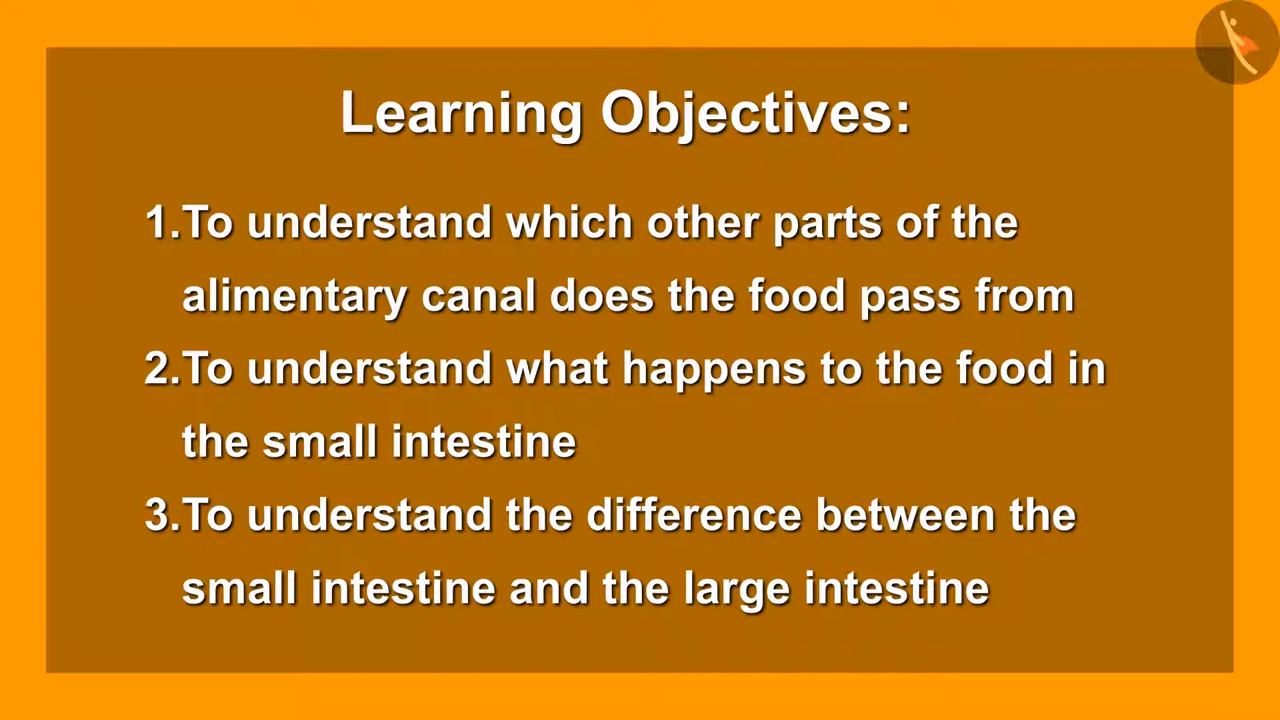 Learning Objectives:
1.To understand which other parts of the
alimentary canal does the food pass from
2.To understand what happens to the food in
the small intestine
3.To understand the difference between the
small intestine and the large intestine